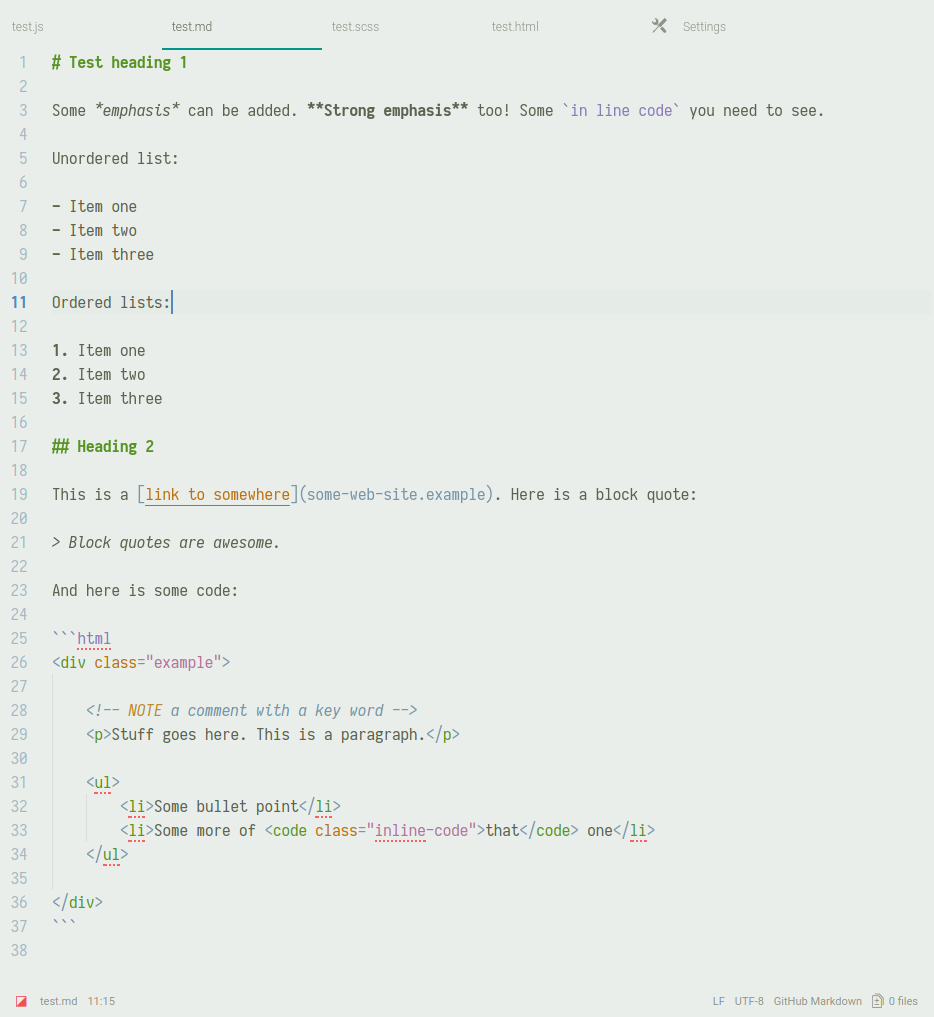 test.js test.md test.scss test.html Settings
1 # Test heading 1
2
3 Some *emphasis* can be added. **Strong emphasis** too! Some `in line code` you need to see.
4
5 Unordered list:
6
7 - Item one
8 - Item two
9 - Item three
10
11 Ordered lists:
12
13 1. Item one
14 2. Item two
15 3. Item three
16
17 ## Heading 2
18
19 This is a [link to somewhere](some-web-site.example). Here is a block quote:
20
21 > Block quotes are awesome.
22
23 And here is some code:
24
25 ```html
26 <div class="example">
27
28     <!-- NOTE a comment with a key word -->
29     <p>Stuff goes here. This is a paragraph.</p>
30
31     <ul>
32         <li>Some bullet point</li>
33         <li>Some more of <code class="inline-code">that</code> one</li>
34     </ul>
35
36 </div>
37 ```
38
test.md 11:15 LF UTF-8 GitHub Markdown 0 files